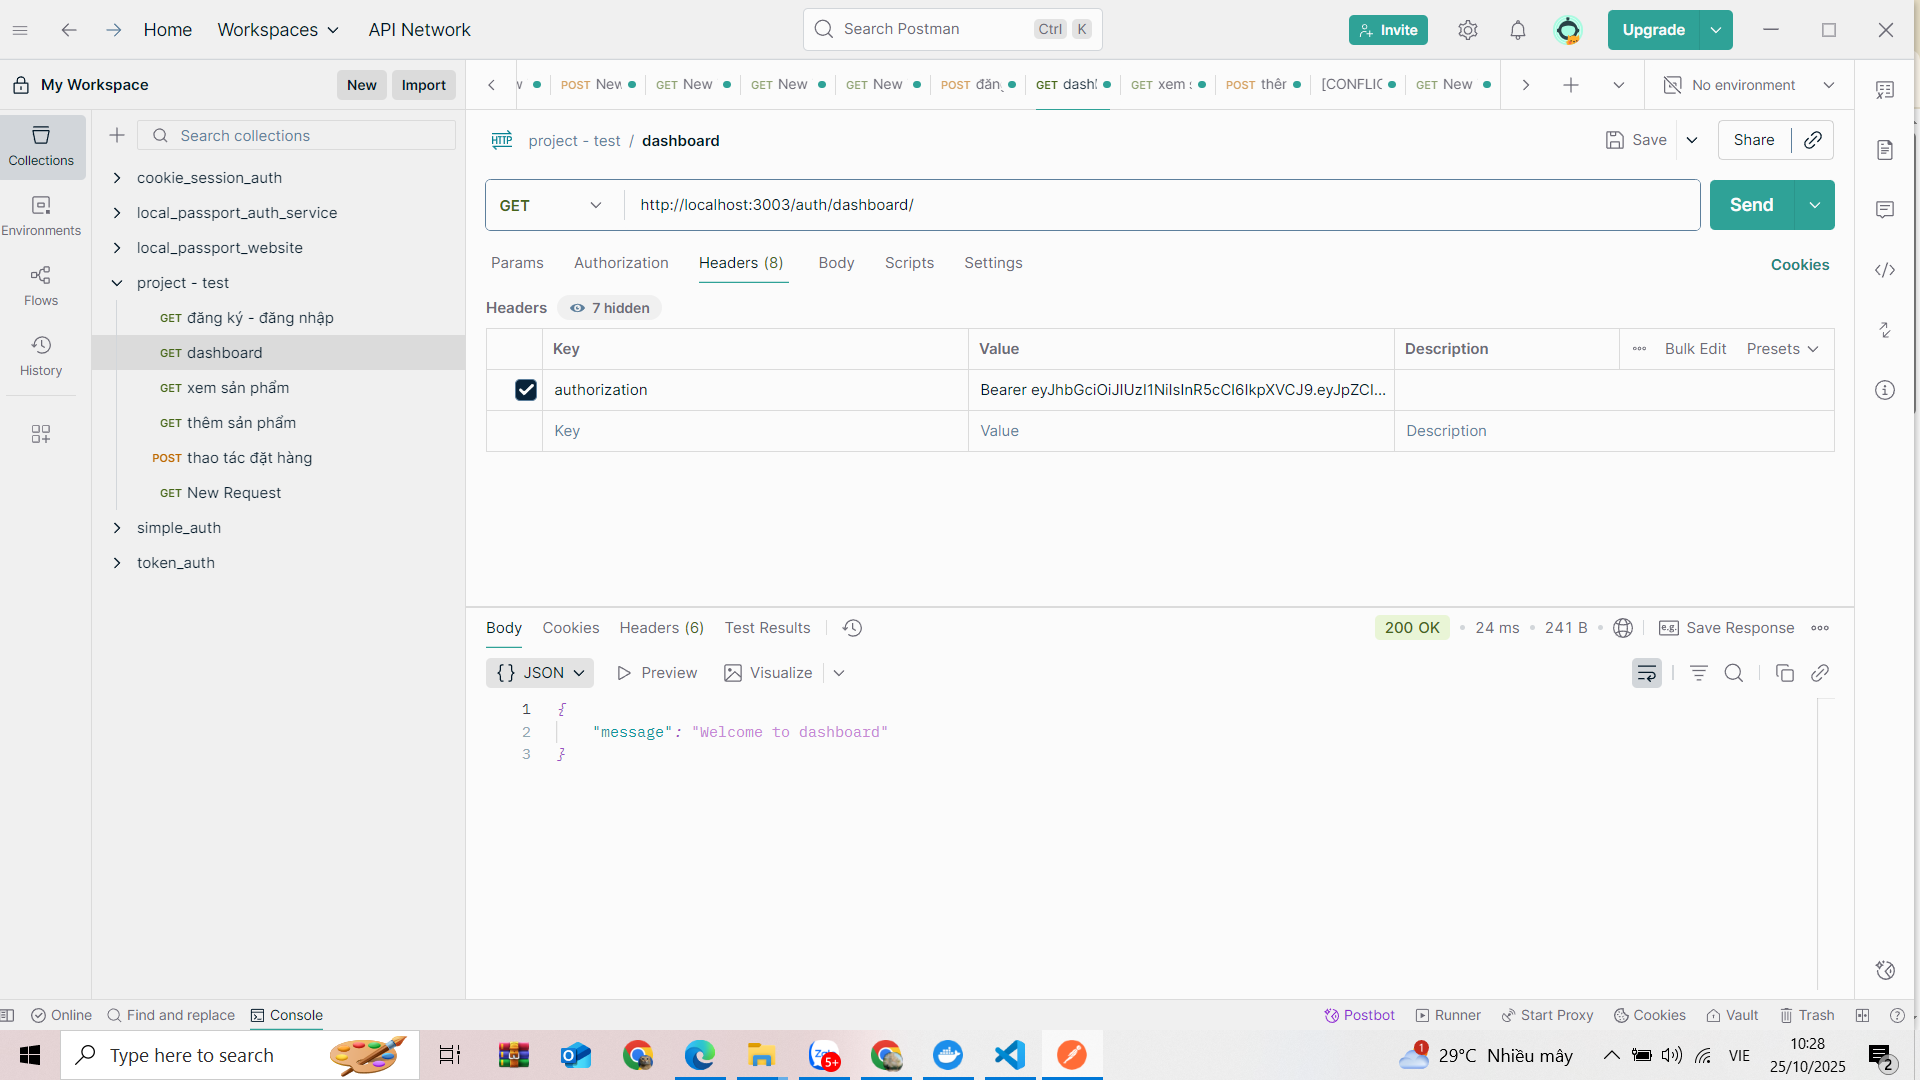 Home
Workspaces
API Network
Search Postman
Ctrl
K
Invite
Upgrade
My Workspace
New
Import
w
POST New
GET New
GET New
GET New
POST đăn
GET dashl
GET xem s
POST thêr
[CONFLIC
GET New
No environment
Collections
Environments
Flows
History
Search collections
cookie_session_auth
local_passport_auth_service
local_passport_website
project - test
GET đăng ký - đăng nhập
GET dashboard
GET xem sản phẩm
GET thêm sản phẩm
POST thao tác đặt hàng
GET New Request
simple_auth
token_auth
HTTP
project - test / dashboard
Save
Share
GET
http://localhost:3003/auth/dashboard/
Send
Params
Authorization
Headers (8)
Body
Scripts
Settings
Cookies
Headers
7 hidden
Key
Value
Description
Bulk Edit
Presets
authorization
Bearer eyJhbGciOiJIUzI1NiIsInR5cCI6IkpXVCJ9.eyJpZCI...
Key
Value
Description
Body
Cookies
Headers (6)
Test Results
200 OK
24 ms
241 B
e.g.
Save Response
{} JSON
Preview
Visualize
1 {
2 "message": "Welcome to dashboard"
3 }
Online
Find and replace
Console
Postbot
Runner
Start Proxy
Cookies
Vault
Trash
Type here to search
5+
1
29°C Nhiều mây
VIE
10:28
25/10/2025
2